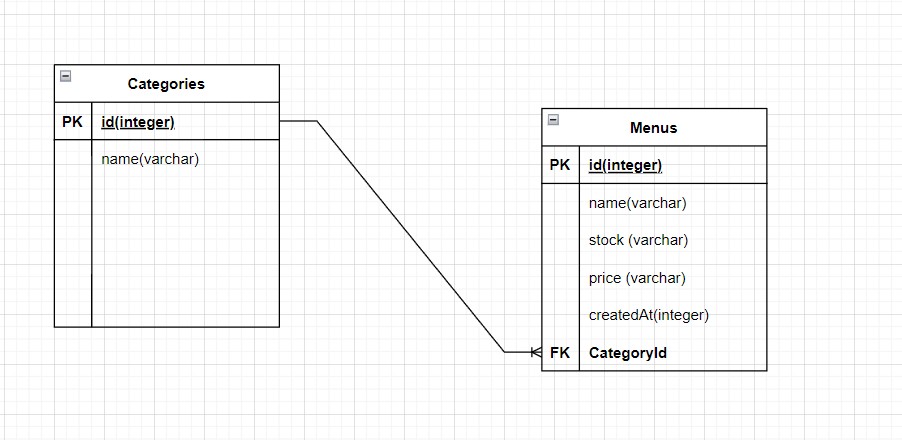 Categories
PK id(integer)
name(varchar)
Menus
PK id(integer)
name(varchar)
stock (varchar)
price (varchar)
createdAt(integer)
FK CategoryId